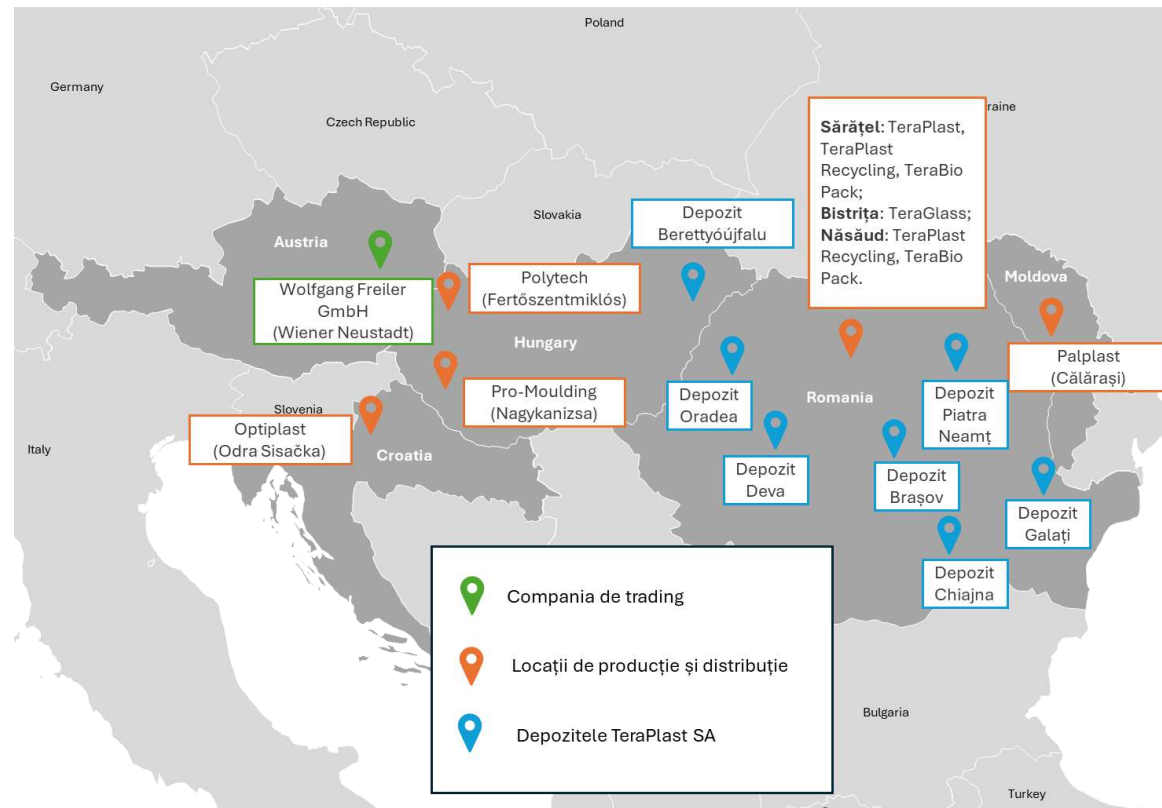 Poland
Germany
Czech Republic
raine
Sărățel: TeraPlast,
TeraPlast
Recycling, TeraBio
Pack;
Bistrița: TeraGlass;
Năsăud: TeraPlast
Recycling, TeraBio
Pack.
Slovakia
Depozit
Berettyóújfalu
Austria
Moldova
Wolfgang Freiler
GmbH
(Wiener Neustadt)
Polytech
(Fertőszentmiklós)
Hungary
Palplast
(Călărași)
Pro-Moulding
(Nagykanizsa)
Depozit
Oradea
Romania
Depozit
Piatra
Neamț
Slovenia
Optiplast
(Odra Sisačka)
Italy
Croatia
Depozit
Deva
Depozit
Brașov
Depozit
Galați
Depozit
Chiajna
Compania de trading
Locații de producție și distribuție
Depozitele TeraPlast SA
Bulgaria
Turkey